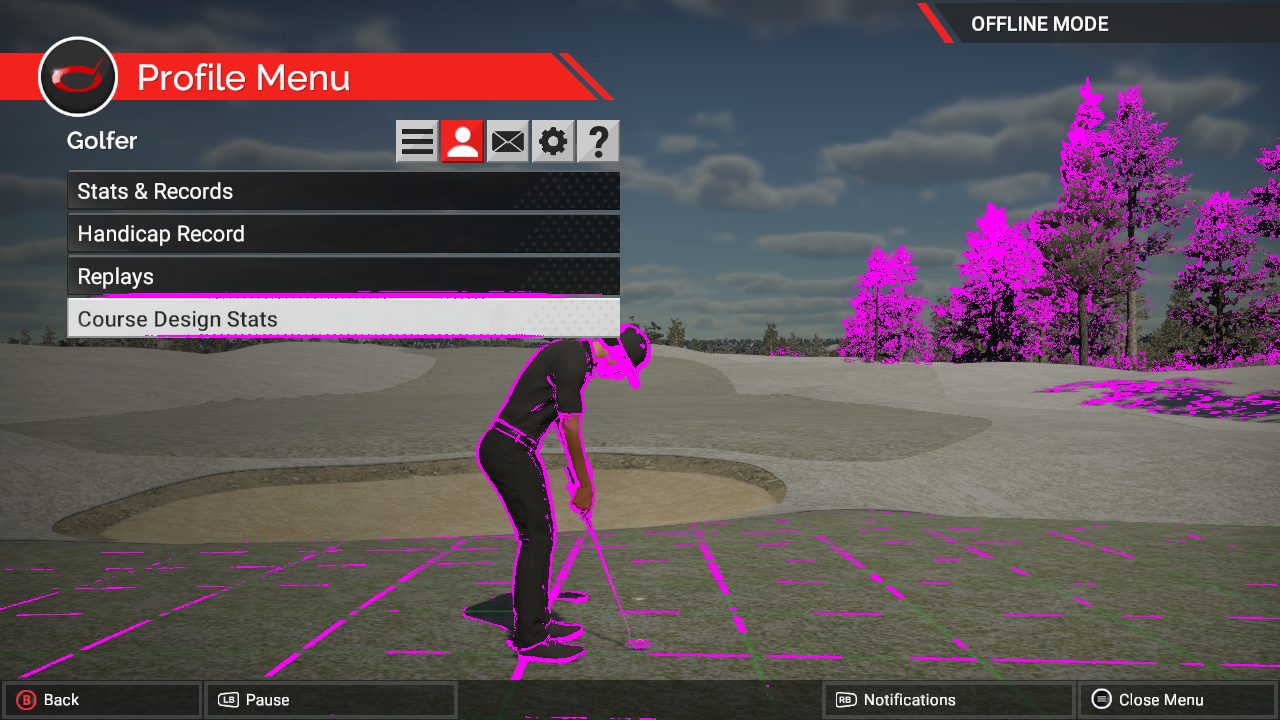 OFFLINE MODE
Profile Menu
Golfer
?
Stats & Records
Handicap Record
Replays
Course Design Stats
B Back
LB Pause
RB Notifications
Close Menu